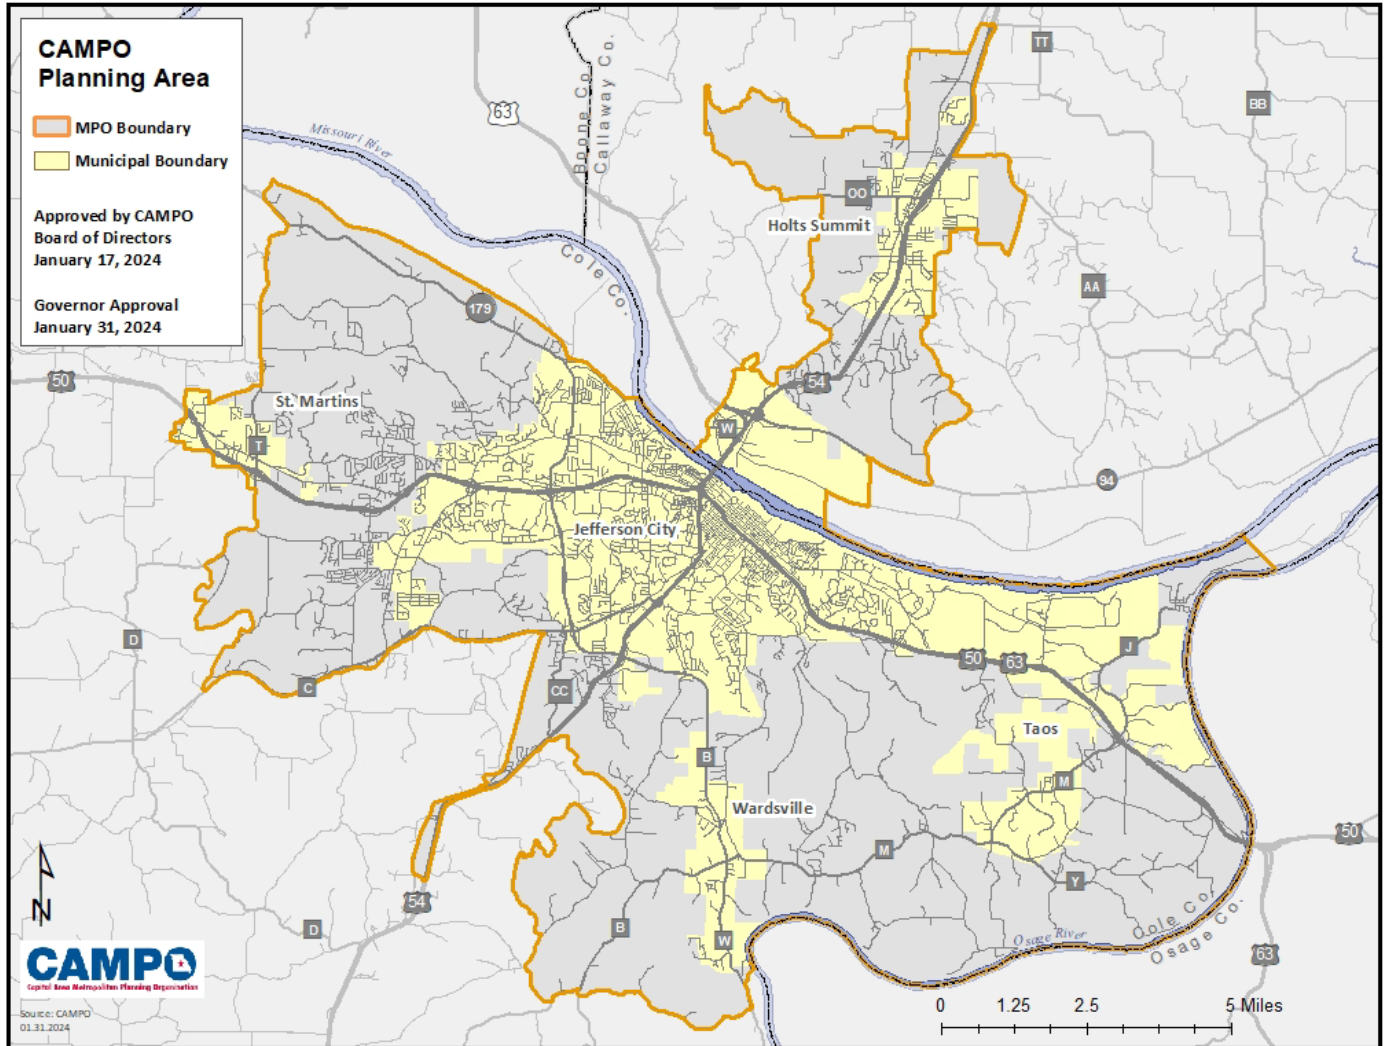 CAMPO
Planning Area
MPO Boundary
Municipal Boundary
Approved by CAMPO
Board of Directors
January 17, 2024
Governor Approval
January 31, 2024
63
Boone Co.
Callaway Co.
TT
BB
Missouri River
OO
Holts Summit
Cole Co.
AA
179
50
54
St. Martins
W
T
94
Jefferson City
D
J
50
63
C
CC
Taos
B
M
Wardsville
50
M
Y
54
D
B
W
Osage River
Cole Co.
Osage Co.
63
N
CAMPO
Capital Area Metropolitan Planning Organization
Source: CAMPO
01.31.2024
0 1.25 2.5 5 Miles